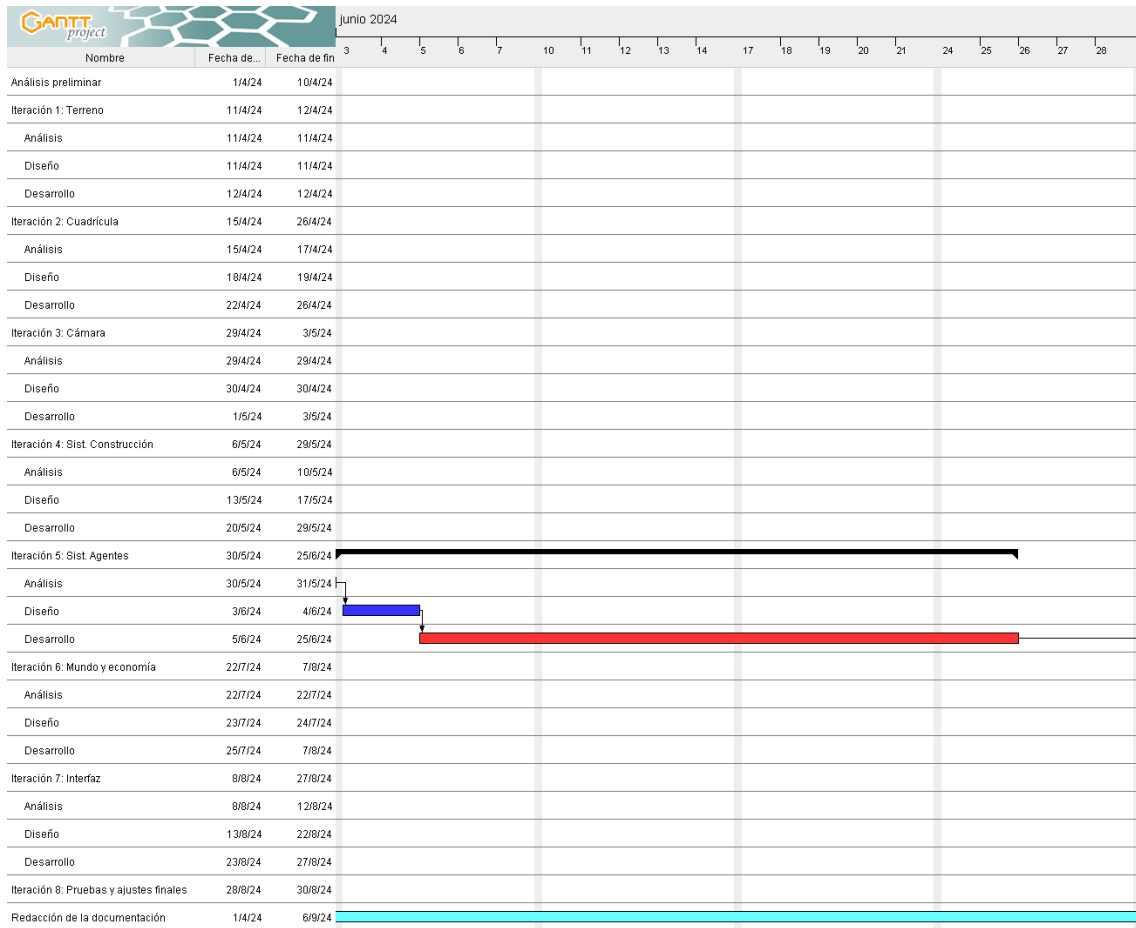 GANTT project
junio 2024
3 4 5 6 7 10 11 12 13 14 17 18 19 20 21 24 25 26 27 28
Nombre Fecha de... Fecha de fin
Análisis preliminar 1/4/24 10/4/24
Iteración 1: Terreno 11/4/24 12/4/24
Análisis 11/4/24 11/4/24
Diseño 11/4/24 11/4/24
Desarrollo 12/4/24 12/4/24
Iteración 2: Cuadrícula 15/4/24 26/4/24
Análisis 15/4/24 17/4/24
Diseño 18/4/24 19/4/24
Desarrollo 22/4/24 26/4/24
Iteración 3: Cámara 29/4/24 3/5/24
Análisis 29/4/24 29/4/24
Diseño 30/4/24 30/4/24
Desarrollo 1/5/24 3/5/24
Iteración 4: Sist. Construcción 6/5/24 29/5/24
Análisis 6/5/24 10/5/24
Diseño 13/5/24 17/5/24
Desarrollo 20/5/24 29/5/24
Iteración 5: Sist. Agentes 30/5/24 25/6/24
Análisis 30/5/24 31/5/24
Diseño 3/6/24 4/6/24
Desarrollo 5/6/24 25/6/24
Iteración 6: Mundo y economía 22/7/24 7/8/24
Análisis 22/7/24 22/7/24
Diseño 23/7/24 24/7/24
Desarrollo 25/7/24 7/8/24
Iteración 7: Interfaz 8/8/24 27/8/24
Análisis 8/8/24 12/8/24
Diseño 13/8/24 22/8/24
Desarrollo 23/8/24 27/8/24
Iteración 8: Pruebas y ajustes finales 28/8/24 30/8/24
Redacción de la documentación 1/4/24 6/9/24